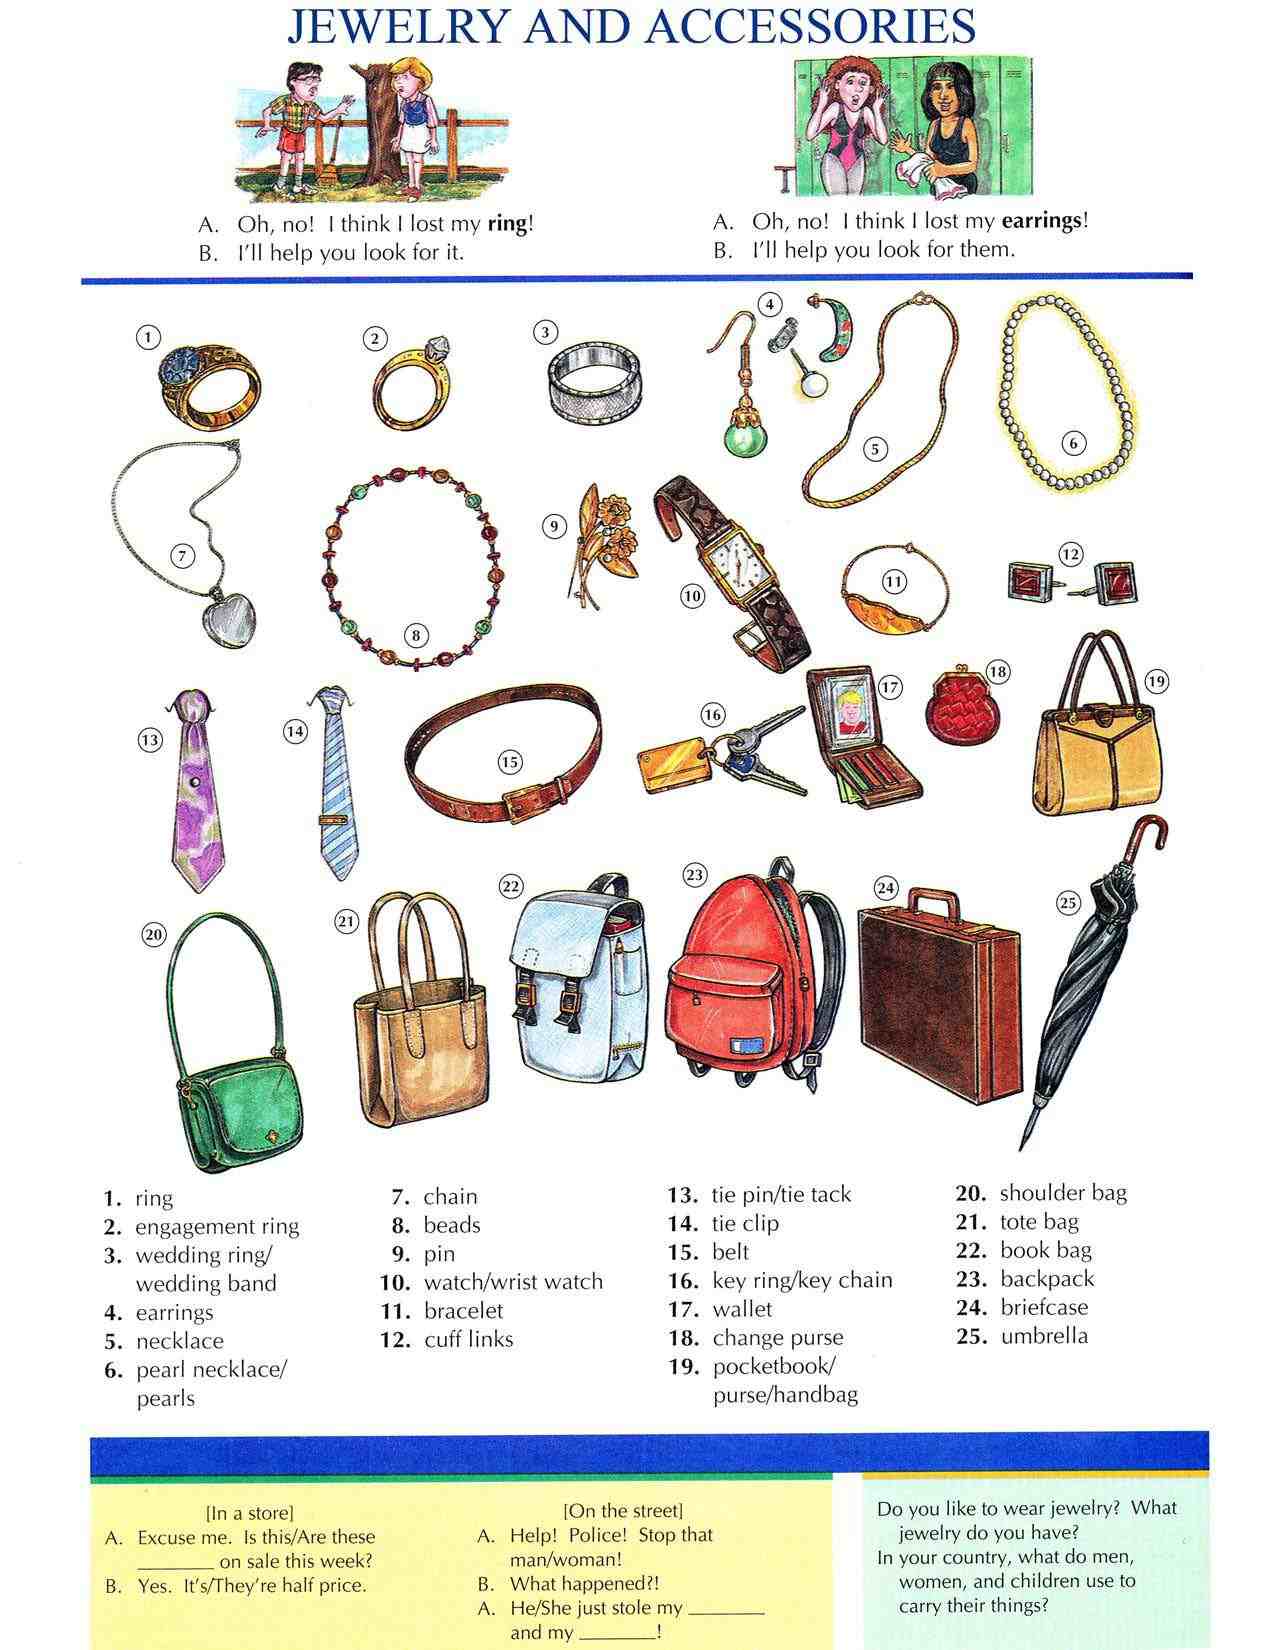 JEWELRY AND ACCESSORIES
A. Oh, no! I think I lost my ring!
B. I'll help you look for it.
A. Oh, no! I think I lost my earrings!
B. I'll help you look for them.
1
2
3
4
5
6
7
8
9
10
11
12
13
14
15
16
17
18
19
20
21
22
23
24
25
1. ring
2. engagement ring
3. wedding ring/
wedding band
4. earrings
5. necklace
6. pearl necklace/
pearls
7. chain
8. beads
9. pin
10. watch/wrist watch
11. bracelet
12. cuff links
13. tie pin/tie tack
14. tie clip
15. belt
16. key ring/key chain
17. wallet
18. change purse
19. pocketbook/
purse/handbag
20. shoulder bag
21. tote bag
22. book bag
23. backpack
24. briefcase
25. umbrella
[In a store]
A. Excuse me. Is this/Are these
________ on sale this week?
B. Yes. It's/They're half price.
[On the street]
A. Help! Police! Stop that
man/woman!
B. What happened?!
A. He/She just stole my ________
and my ________!
Do you like to wear jewelry? What
jewelry do you have?
In your country, what do men,
women, and children use to
carry their things?